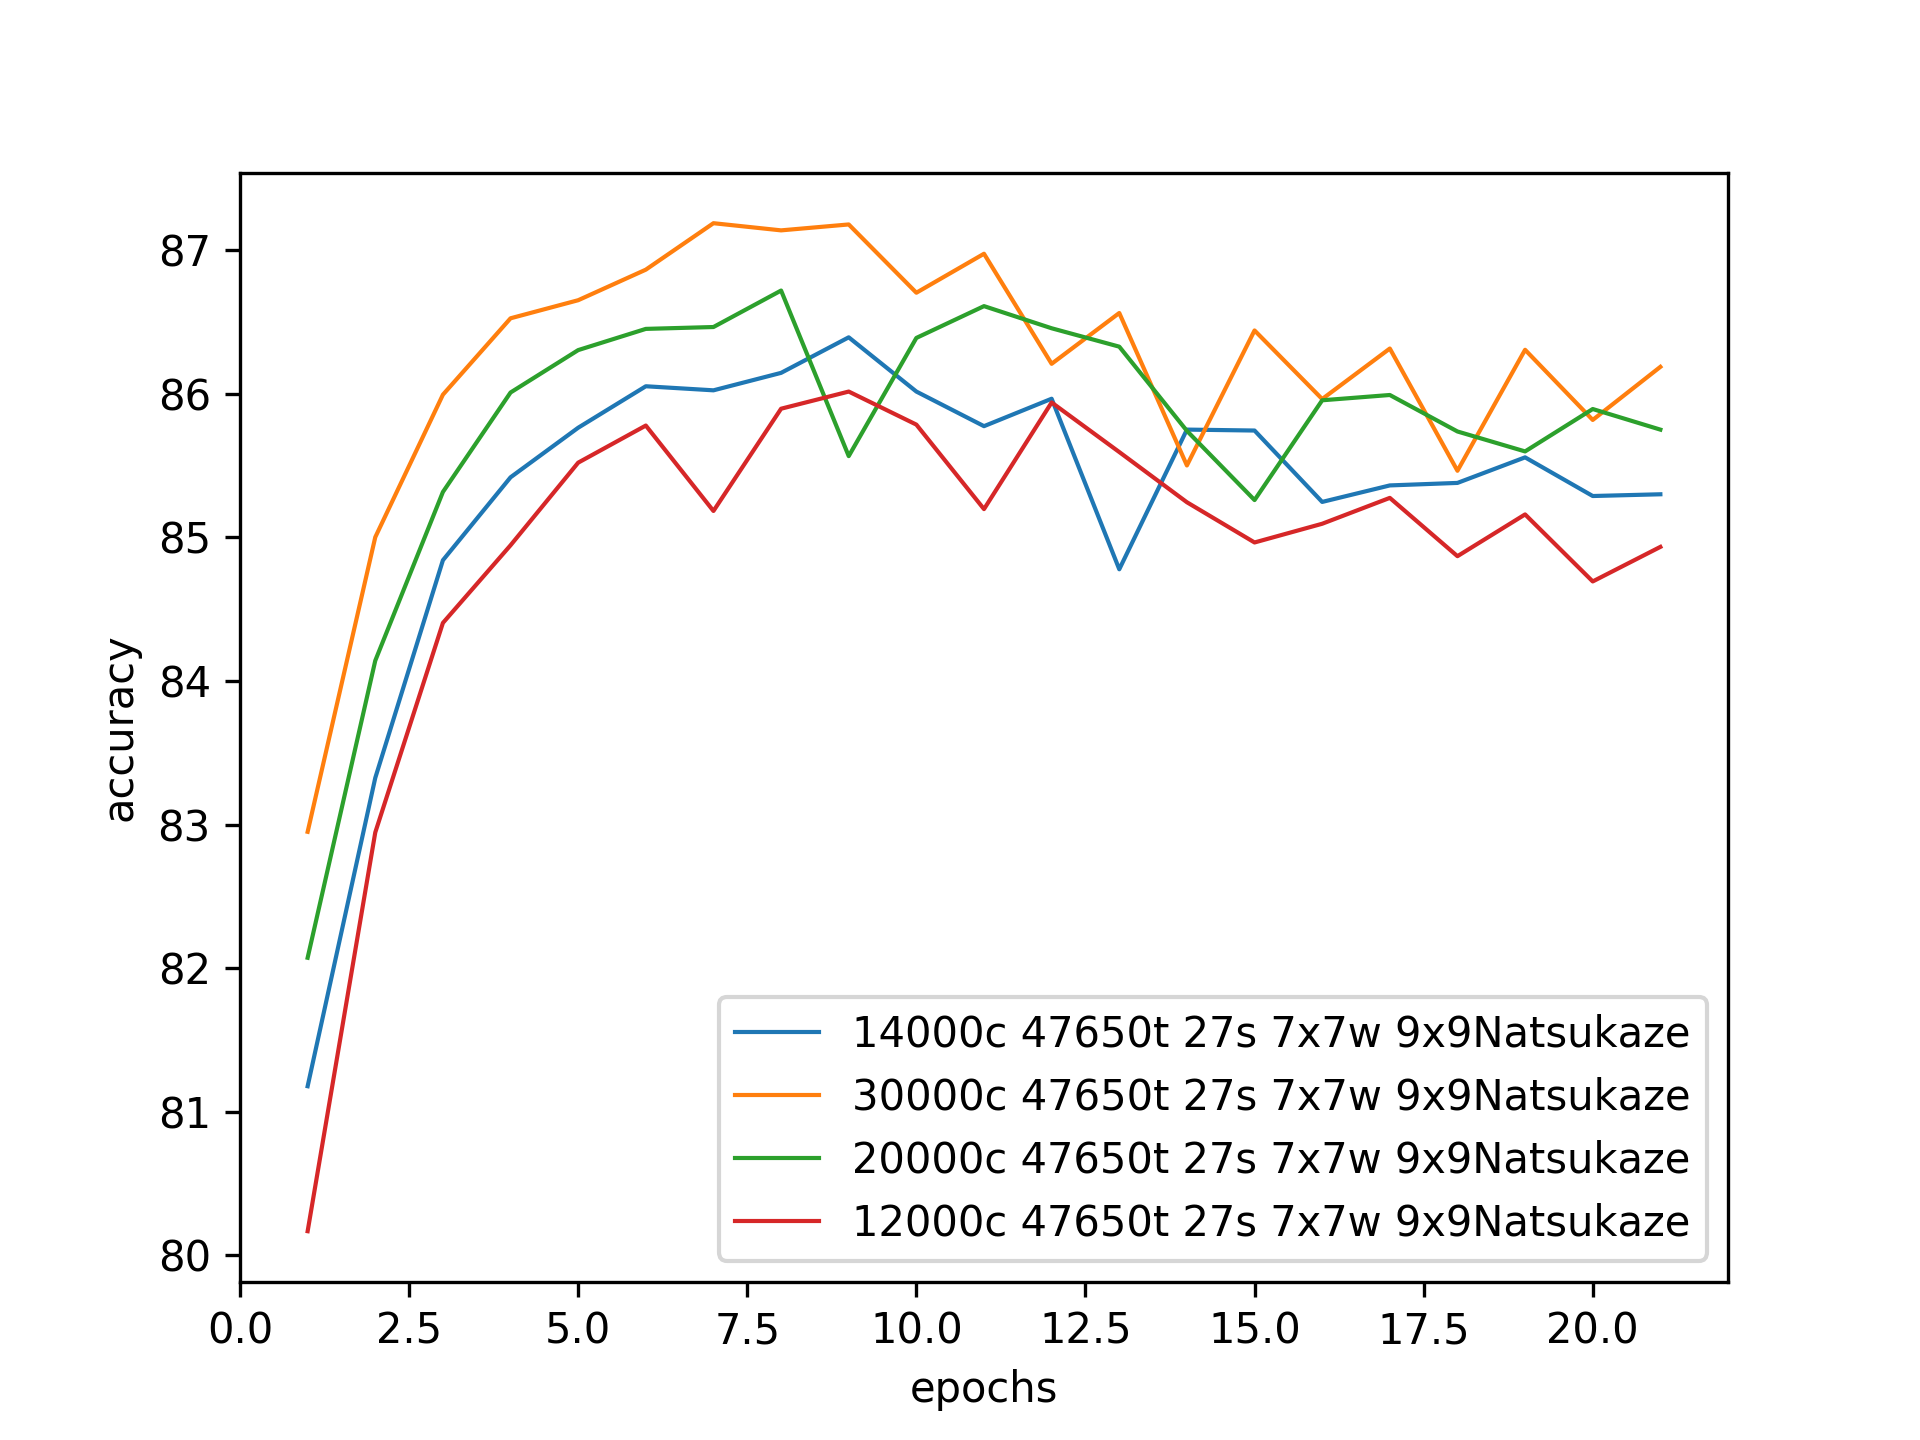 87
86
85
84
83
82
81
80
accuracy
0.0 2.5 5.0 7.5 10.0 12.5 15.0 17.5 20.0
epochs
14000c 47650t 27s 7x7w 9x9Natsukaze
30000c 47650t 27s 7x7w 9x9Natsukaze
20000c 47650t 27s 7x7w 9x9Natsukaze
12000c 47650t 27s 7x7w 9x9Natsukaze